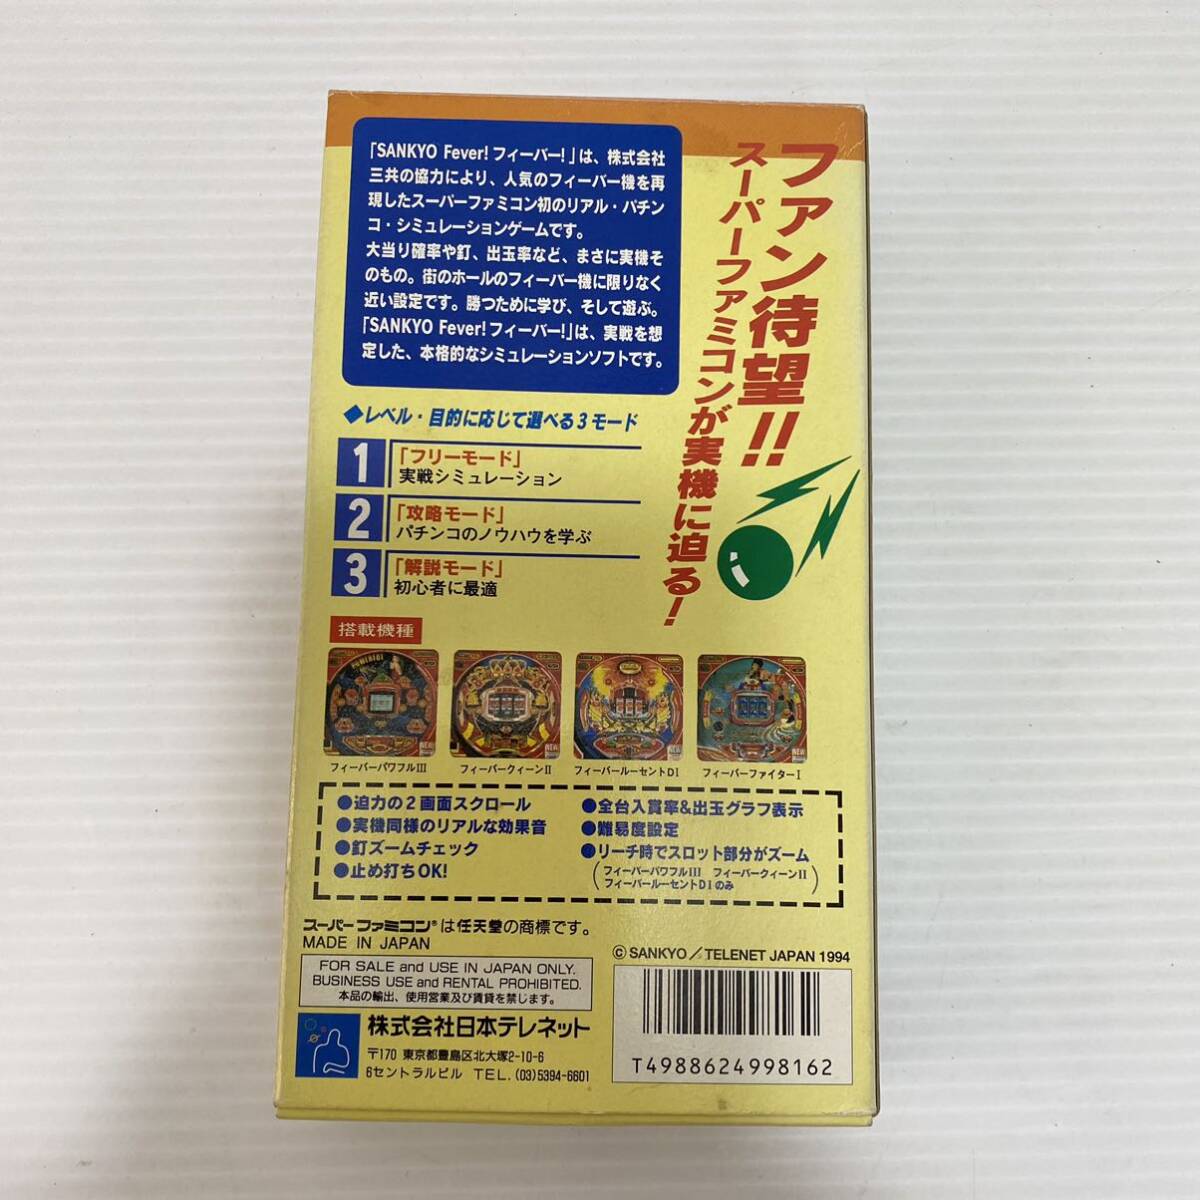 ファン待望!!
スーパーファミコンが実機に迫る!
「SANKYO Fever! フィーバー!」は、株式会社
三共の協力により、人気のフィーバー機を再
現したスーパーファミコン初のリアル・パチン
コ・シミュレーションゲームです。
大当り確率や釘、出玉率など、まさに実機そ
のもの。街のホールのフィーバー機に限りなく
近い設定です。勝つために学び、そして遊ぶ。
「SANKYO Fever! フィーバー!」は、実戦を想
定した、本格的なシミュレーションソフトです。
◆レベル・目的に応じて選べる3モード
1 「フリーモード」
実戦シミュレーション
2 「攻略モード」
パチンコのノウハウを学ぶ
3 「解説モード」
初心者に最適
搭載機種
フィーバーパワフルIII
フィーバークィーンII
フィーバールーセントDI
フィーバーファイターI
●迫力の2画面スクロール
●実機同様のリアルな効果音
●釘ズームチェック
●止め打ちOK!
●全台入賞率&出玉グラフ表示
●難易度設定
●リーチ時でスロット部分がズーム
(フィーバーパワフルIII フィーバークィーンII
フィーバールーセントDIのみ)
スーパーファミコン®は任天堂の商標です。
MADE IN JAPAN
FOR SALE and USE IN JAPAN ONLY.
BUSINESS USE and RENTAL PROHIBITED.
本品の輸出、使用営業及び賃貸を禁じます。
株式会社日本テレネット
〒170 東京都豊島区北大塚2-10-6
6セントラルビル TEL. (03)5394-6601
© SANKYO/TELENET JAPAN 1994
T4988624998162